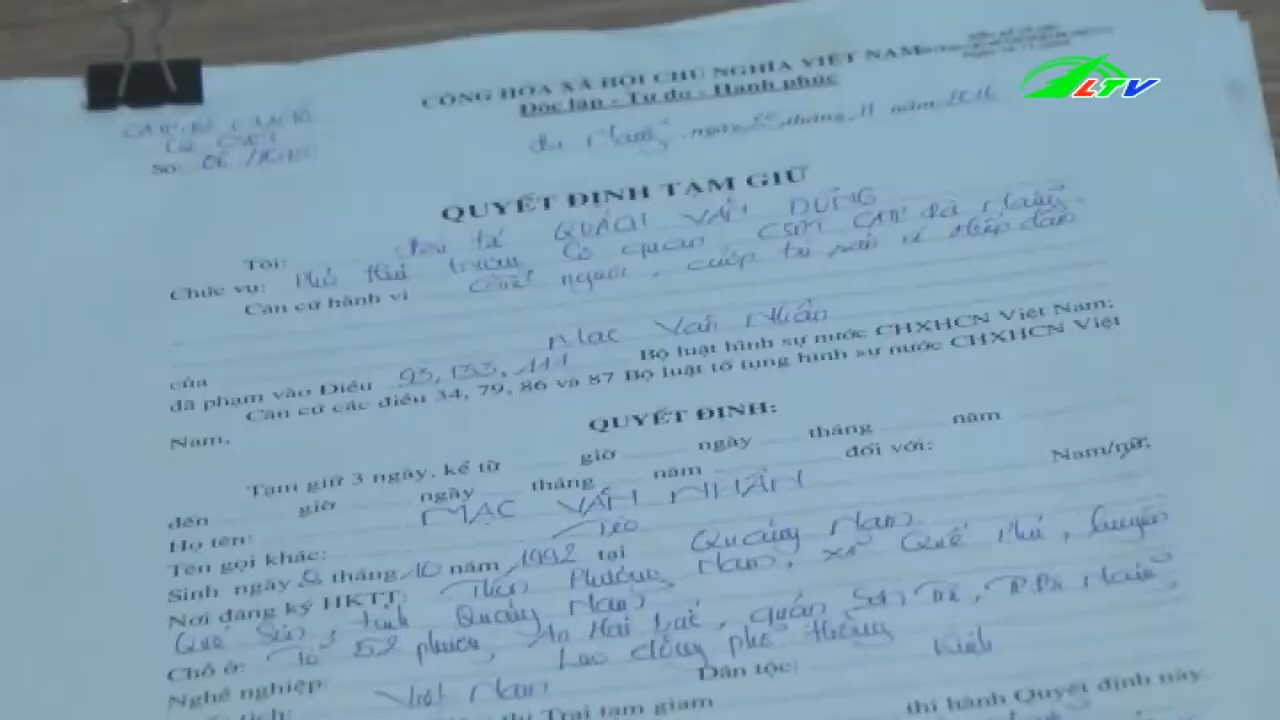 CỘNG HÒA XÃ HỘI CHỦ NGHĨA VIỆT NAM
Độc lập - Tự do - Hạnh phúc
LTV
Số:
Đà Nẵng, ngày tháng 11 năm 2016
QUYẾT ĐỊNH TẠM GIỮ
Tôi: QUÁCH VĂN DŨNG
Chức vụ: Phó Thủ trưởng Cơ quan CSĐT CATP Đà Nẵng
Căn cứ hành vi Giết người, cướp tài sản và Hiếp dâm
của Mạc Văn Nhân
đã phạm vào Điều 93, 133, 111 Bộ luật hình sự nước CHXHCN Việt Nam;
Căn cứ các điều 34, 79, 86 và 87 Bộ luật tố tụng hình sự nước CHXHCN Việt
Nam,
QUYẾT ĐỊNH:
Tạm giữ 3 ngày, kể từ giờ ngày tháng năm
đến giờ ngày tháng năm đối với:
Họ tên: MẠC VĂN NHÂN Nam/nữ:
Tên gọi khác: Tèo
Sinh ngày tháng 10 năm 1992 tại Quảng Nam
Nơi đăng ký HKTT: Nam, xã Quế Phú, huyện
Quế Sơn, tỉnh Quảng Nam
Chỗ ở: Tổ 52 phường An Hải Bắc, quận Sơn Trà, TP. Đà Nẵng
Nghề nghiệp: Lao động phổ thông
tịch: Việt Nam Dân tộc: Kinh
Trại tạm giam thi hành Quyết định này